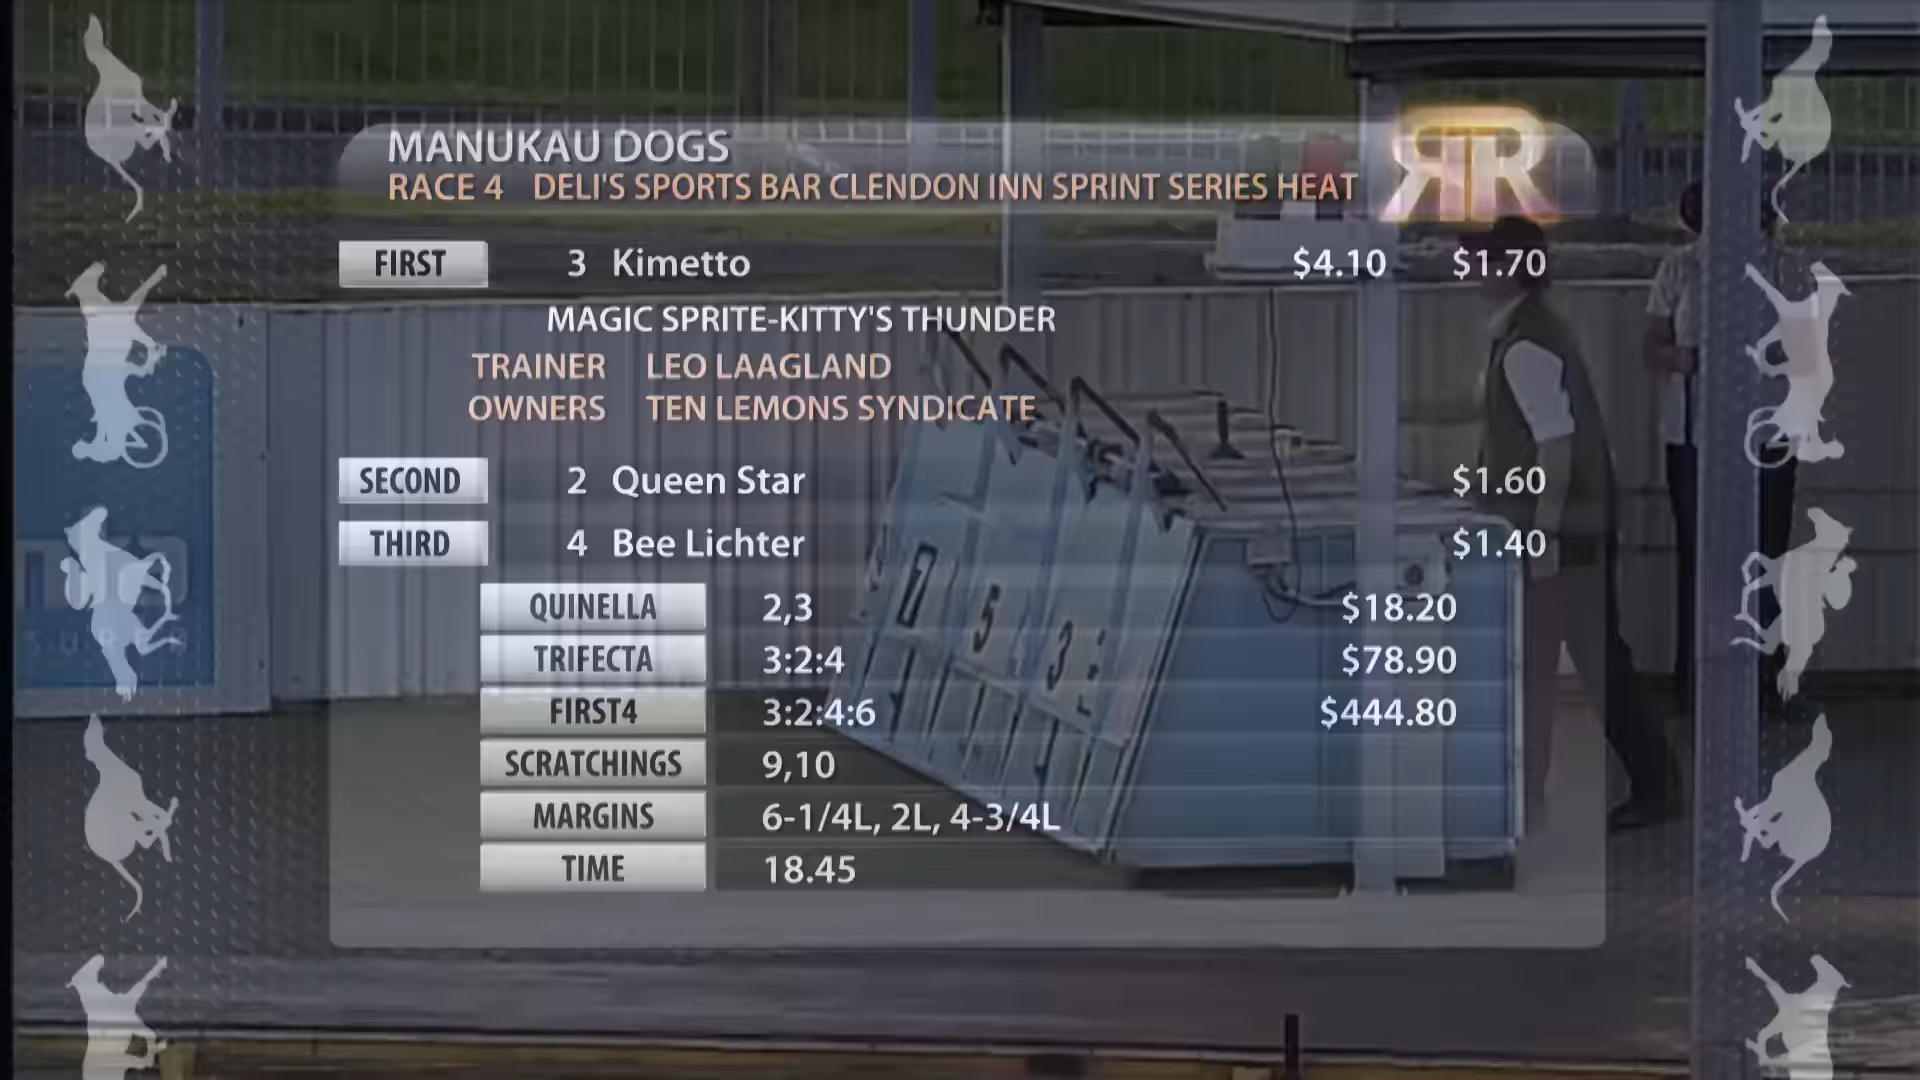 MANUKAU DOGS
RACE 4 DELI'S SPORTS BAR CLENDON INN SPRINT SERIES HEAT
FIRST 3 Kimetto $4.10 $1.70
MAGIC SPRITE-KITTY'S THUNDER
TRAINER LEO LAAGLAND
OWNERS TEN LEMONS SYNDICATE
SECOND 2 Queen Star $1.60
THIRD 4 Bee Lichter $1.40
QUINELLA 2,3 $18.20
TRIFECTA 3:2:4 $78.90
FIRST4 3:2:4:6 $444.80
SCRATCHINGS 9,10
MARGINS 6-1/4L, 2L, 4-3/4L
TIME 18.45
7 5 3